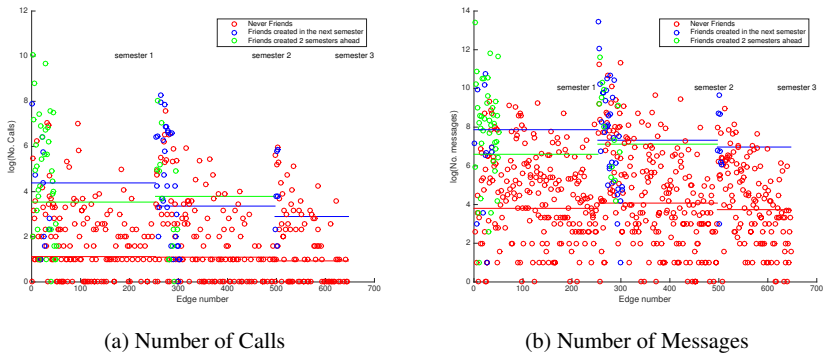 12
10
8
6
4
2
0
log(No. Calls)
0 100 200 300 400 500 600 700
Edge number
semester 1 semester 2 semester 3
Never Friends
Friends created in the next semester
Friends created 2 semesters ahead
(a) Number of Calls
14
12
10
8
6
4
2
0
log(No. messages)
0 100 200 300 400 500 600 700
Edge number
semester 1 semester 2 semester 3
Never Friends
Friends created in the next semester
Friends created 2 semesters ahead
(b) Number of Messages